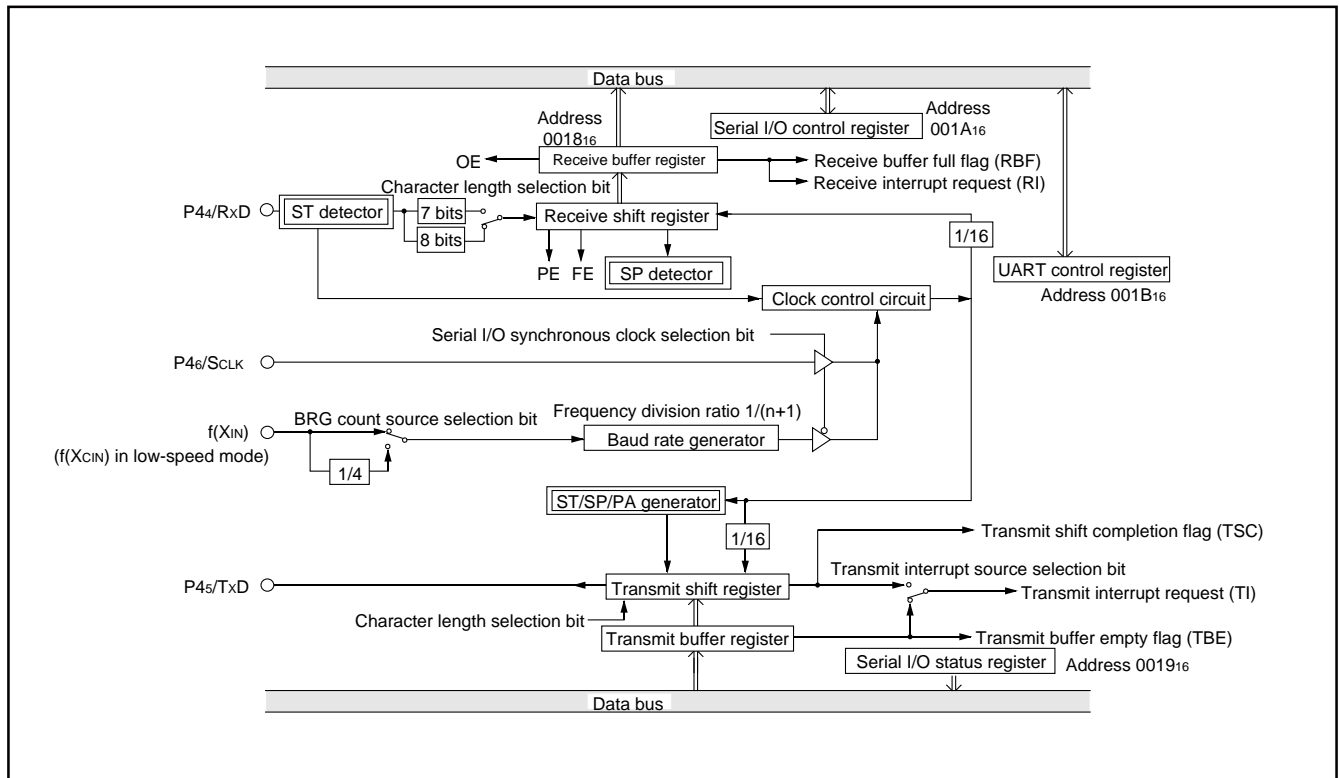 Data bus
Address
0018₁₆
Serial I/O control register
Address
001A₁₆
OE
Receive buffer register
Receive buffer full flag (RBF)
Receive interrupt request (RI)
Character length selection bit
P4₄/RXD
ST detector
7 bits
8 bits
Receive shift register
1/16
PE
FE
SP detector
UART control register
Address 001B₁₆
Clock control circuit
Serial I/O synchronous clock selection bit
P4₆/SCLK
BRG count source selection bit
Frequency division ratio 1/(n+1)
f(XIN)
Baud rate generator
(f(XCIN) in low-speed mode)
1/4
ST/SP/PA generator
1/16
Transmit shift completion flag (TSC)
Transmit interrupt source selection bit
P4₅/TXD
Transmit shift register
Transmit interrupt request (TI)
Character length selection bit
Transmit buffer register
Transmit buffer empty flag (TBE)
Serial I/O status register
Address 0019₁₆
Data bus